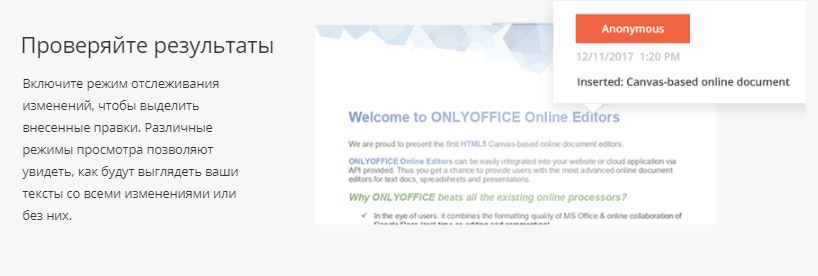 Проверяйте результаты
Включите режим отслеживания
изменений, чтобы выделить
внесенные правки. Различные
режимы просмотра позволяют
увидеть, как будут выглядеть ваши
тексты со всеми изменениями или
без них.
Anonymous
12/11/2017 1:20 PM
Inserted: Canvas-based online document
Welcome to ONLYOFFICE Online Editors
We are proud to present the first HTML5 Canvas-based online document editors.
ONLYOFFICE Online Editors can be easily integrated into your website or cloud application via
API provided. Thus you get a chance to provide users with the most advanced online document
editors for text docs, spreadsheets and presentations.
Why ONLYOFFICE beats all the existing online processors?
✓ In the eye of users: it combines the formatting quality of MS Office & online collaboration of